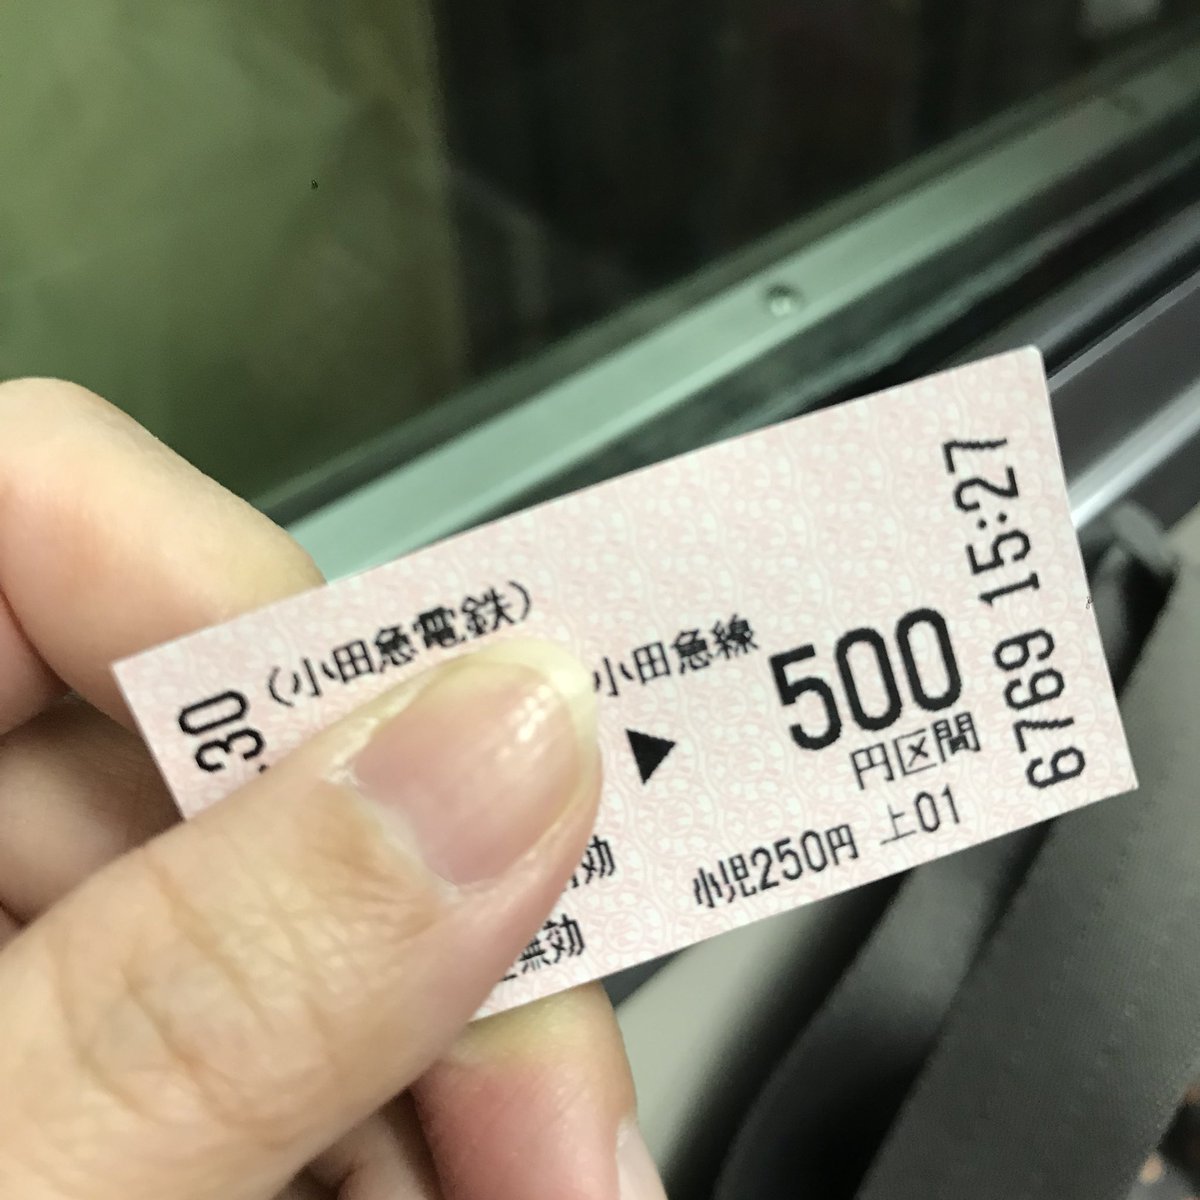 .30
(小田急電鉄)
小田急線
▶
500
円区間
効
無効
小児250円 上01
6769 15:27